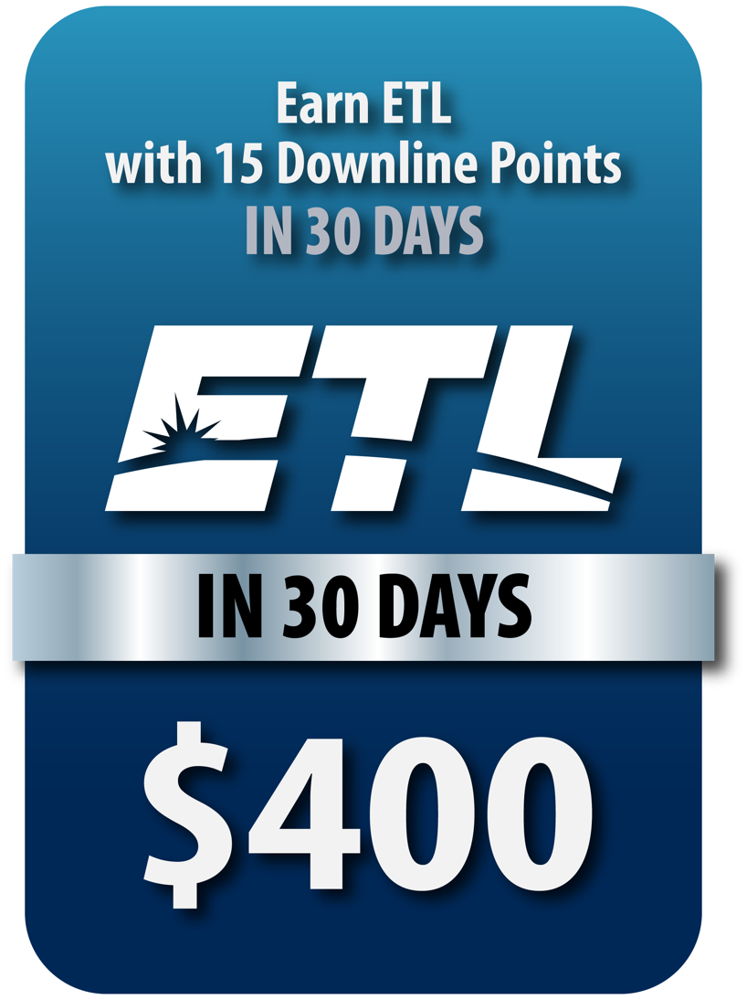 Earn ETL
with 15 Downline Points
IN 30 DAYS
ETL
IN 30 DAYS
$400